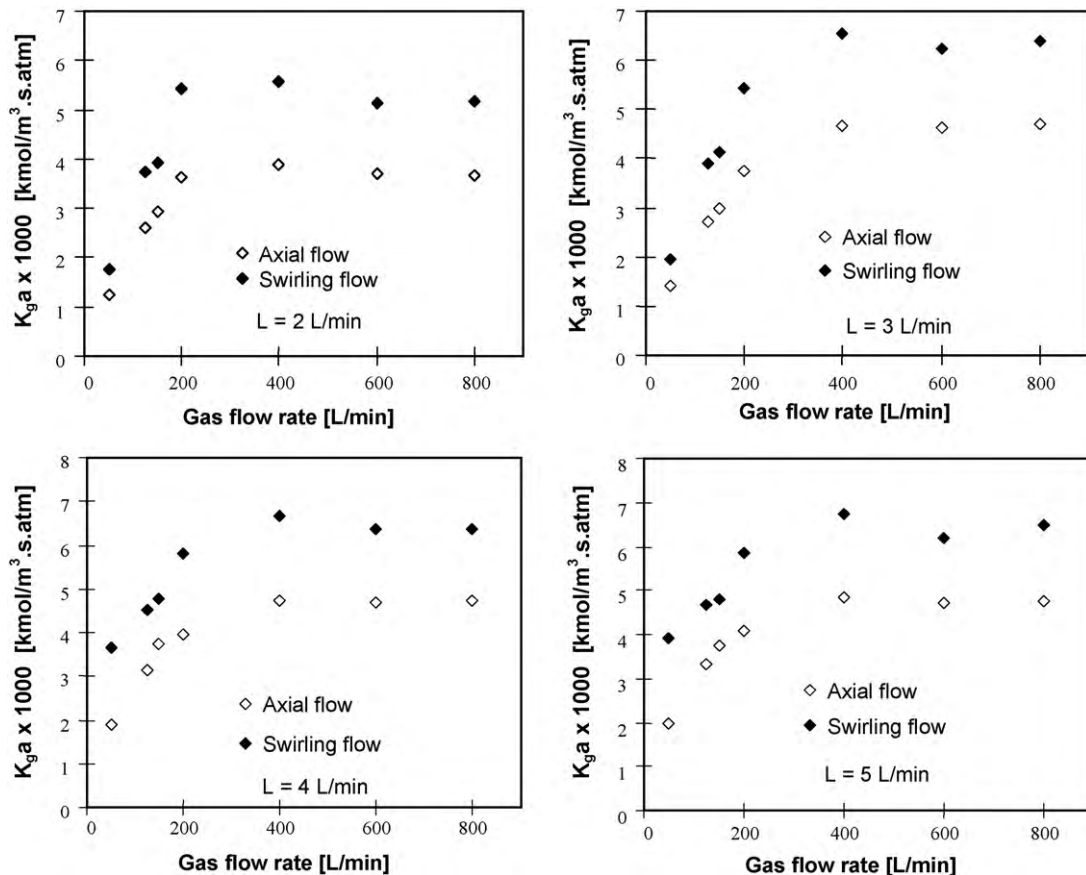 K_ga x 1000 [kmol/m³.s.atm]
7
6
5
4
3
2
1
0
Axial flow
Swirling flow
L = 2 L/min
0 200 400 600 800
Gas flow rate [L/min]
K_ga x 1000 [kmol/m³.s.atm]
7
6
5
4
3
2
1
0
Axial flow
Swirling flow
L = 3 L/min
0 200 400 600 800
Gas flow rate [L/min]
K_ga x 1000 [kmol/m³.s.atm]
8
7
6
5
4
3
2
1
0
Axial flow
Swirling flow
L = 4 L/min
0 200 400 600 800
Gas flow rate [L/min]
K_ga x 1000 [kmol/m³.s.atm]
8
7
6
5
4
3
2
1
0
Axial flow
Swirling flow
L = 5 L/min
0 200 400 600 800
Gas flow rate [L/min]